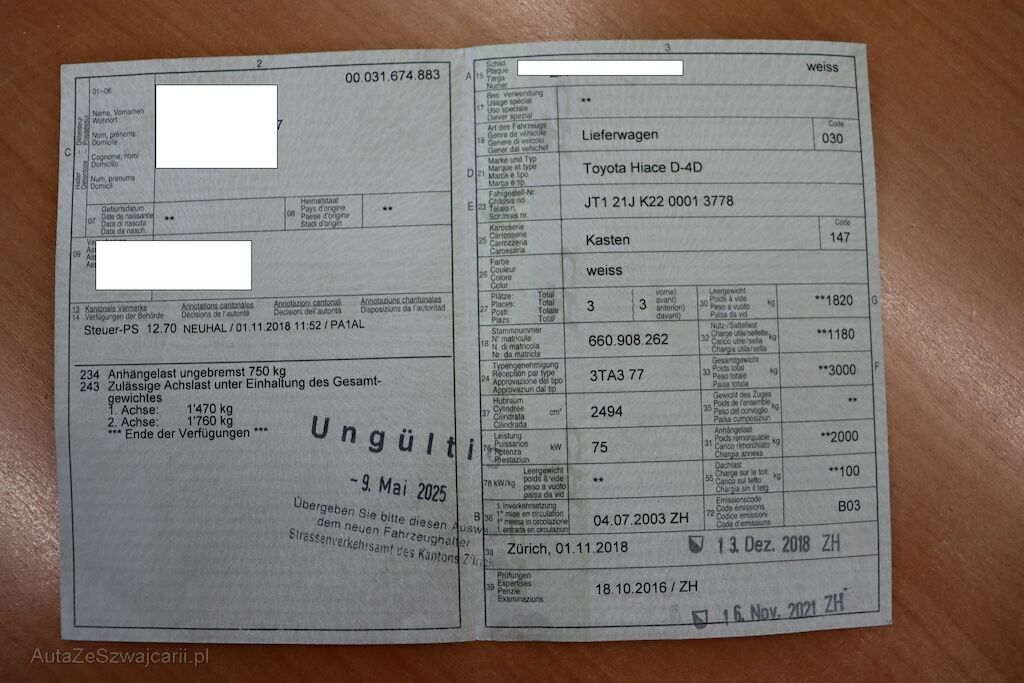 2
00.031.674.883
01–06
Name, Vornamen
Wohnort
Nom, prénoms
Domicile
Cognome, nomi
Domicilio
Num, prenums
Domicil
C
7
07
Geburtsdatum
Date de naissance
Data di nascita
Data da nasch.
**
08
Heimatstaat
Pays d'origine
Paese d'origine
Stadi d'origin
**
09
13 Kantonale Vermerke
14 Verfügungen der Behörde
Annotations cantonales
Décisions de l'autorité
Annotazioni cantonali
Decisioni dell'autorità
Annotaziuns chantunalas
Disposiziuns da l'autoritad
Steuer-PS 12.70 NEUHAL / 01.11.2018 11:52 / PA1AL
234 Anhängelast ungebremst 750 kg
243 Zulässige Achslast unter Einhaltung des Gesamt-
gewichtes
1. Achse: 1'470 kg
2. Achse: 1'760 kg
*** Ende der Verfügungen ***
Ungülti
-9. Mai 2025
Übergeben Sie bitte diesen Auswe
dem neuen Fahrzeughalter
Strassenverkehrsamt des Kantons Züric
3
A 15
Schild
Plaque
Targa
Numer
weiss
17
Bes. Verwendung
Usage spécial
Uso speciale
Diever spezial
**
19
Art des Fahrzeugs
Genre de véhicule
Genere di veicolo
Gener dal vehichel
Lieferwagen
Code
030
D 21
Marke und Typ
Marque et type
Marca e tipo
Marca e tip
Toyota Hiace D-4D
E 23
Fahrgestell-Nr.
Châssis no
Telaio n.
Schassis nr.
JT1 21J K22 0001 3778
25
Karosserie
Carrosserie
Carrozzeria
Carossaria
Kasten
Code
147
26
Farbe
Couleur
Colore
Colur
weiss
27
Plätze: Total
Places: Total
Posti: Totale
Plazs: Total
3
( 3
vorne)
avant)
anteriori)
davant)
30
Leergewicht
Poids à vide
Peso a vuoto
Paisa da vid
kg
**1820
G
18
Stammnummer
N° matricule
N. di matricola
Nr. da matricla
660.908.262
32
Nutz-/Sattellast
Charge utile/sellette
Carico utile/sella
Chargia utila/sella
kg
**1180
24
Typengenehmigung
Réception par type
Approvazione del tipo
Approvaziun dal tip
3TA3 77
33
Gesamtgewicht
Poids total
Peso totale
Paisa totala
kg
**3000
F
37
Hubraum
Cylindrée
Cilindrata
Cilindrada
cm³
2494
35
Gewicht des Zuges
Poids de l'ensemble
Peso del convoglio
Paisa cumposiziun
kg
**
76
Leistung
Puissance
Potenza
Prestaziun
kW
75
31
Anhängelast
Poids remorquable
Carico rimorchiato
Chargia annexa
kg
**2000
78 kW/kg
Leergewicht
poids à vide
peso a vuoto
paisa da vid
**
55
Dachlast
Charge sur le toit
Carico sul tetto
Chargia sin il tetg
kg
**100
B 36
1. Inverkehrsetzung
1re mise en circulation
1a messa in circolazione
1. entrada en circulaziun
04.07.2003 ZH
72
Emissionscode
Code émissions
Codice emissioni
Code d'emissiuns
B03
38
Zürich, 01.11.2018
13. Dez. 2018 ZH
39
Prüfungen
Expertises
Perizie
Examinaziuns
18.10.2016 / ZH
16. Nov. 2021 ZH
AutaZeSzwajcarii.pl